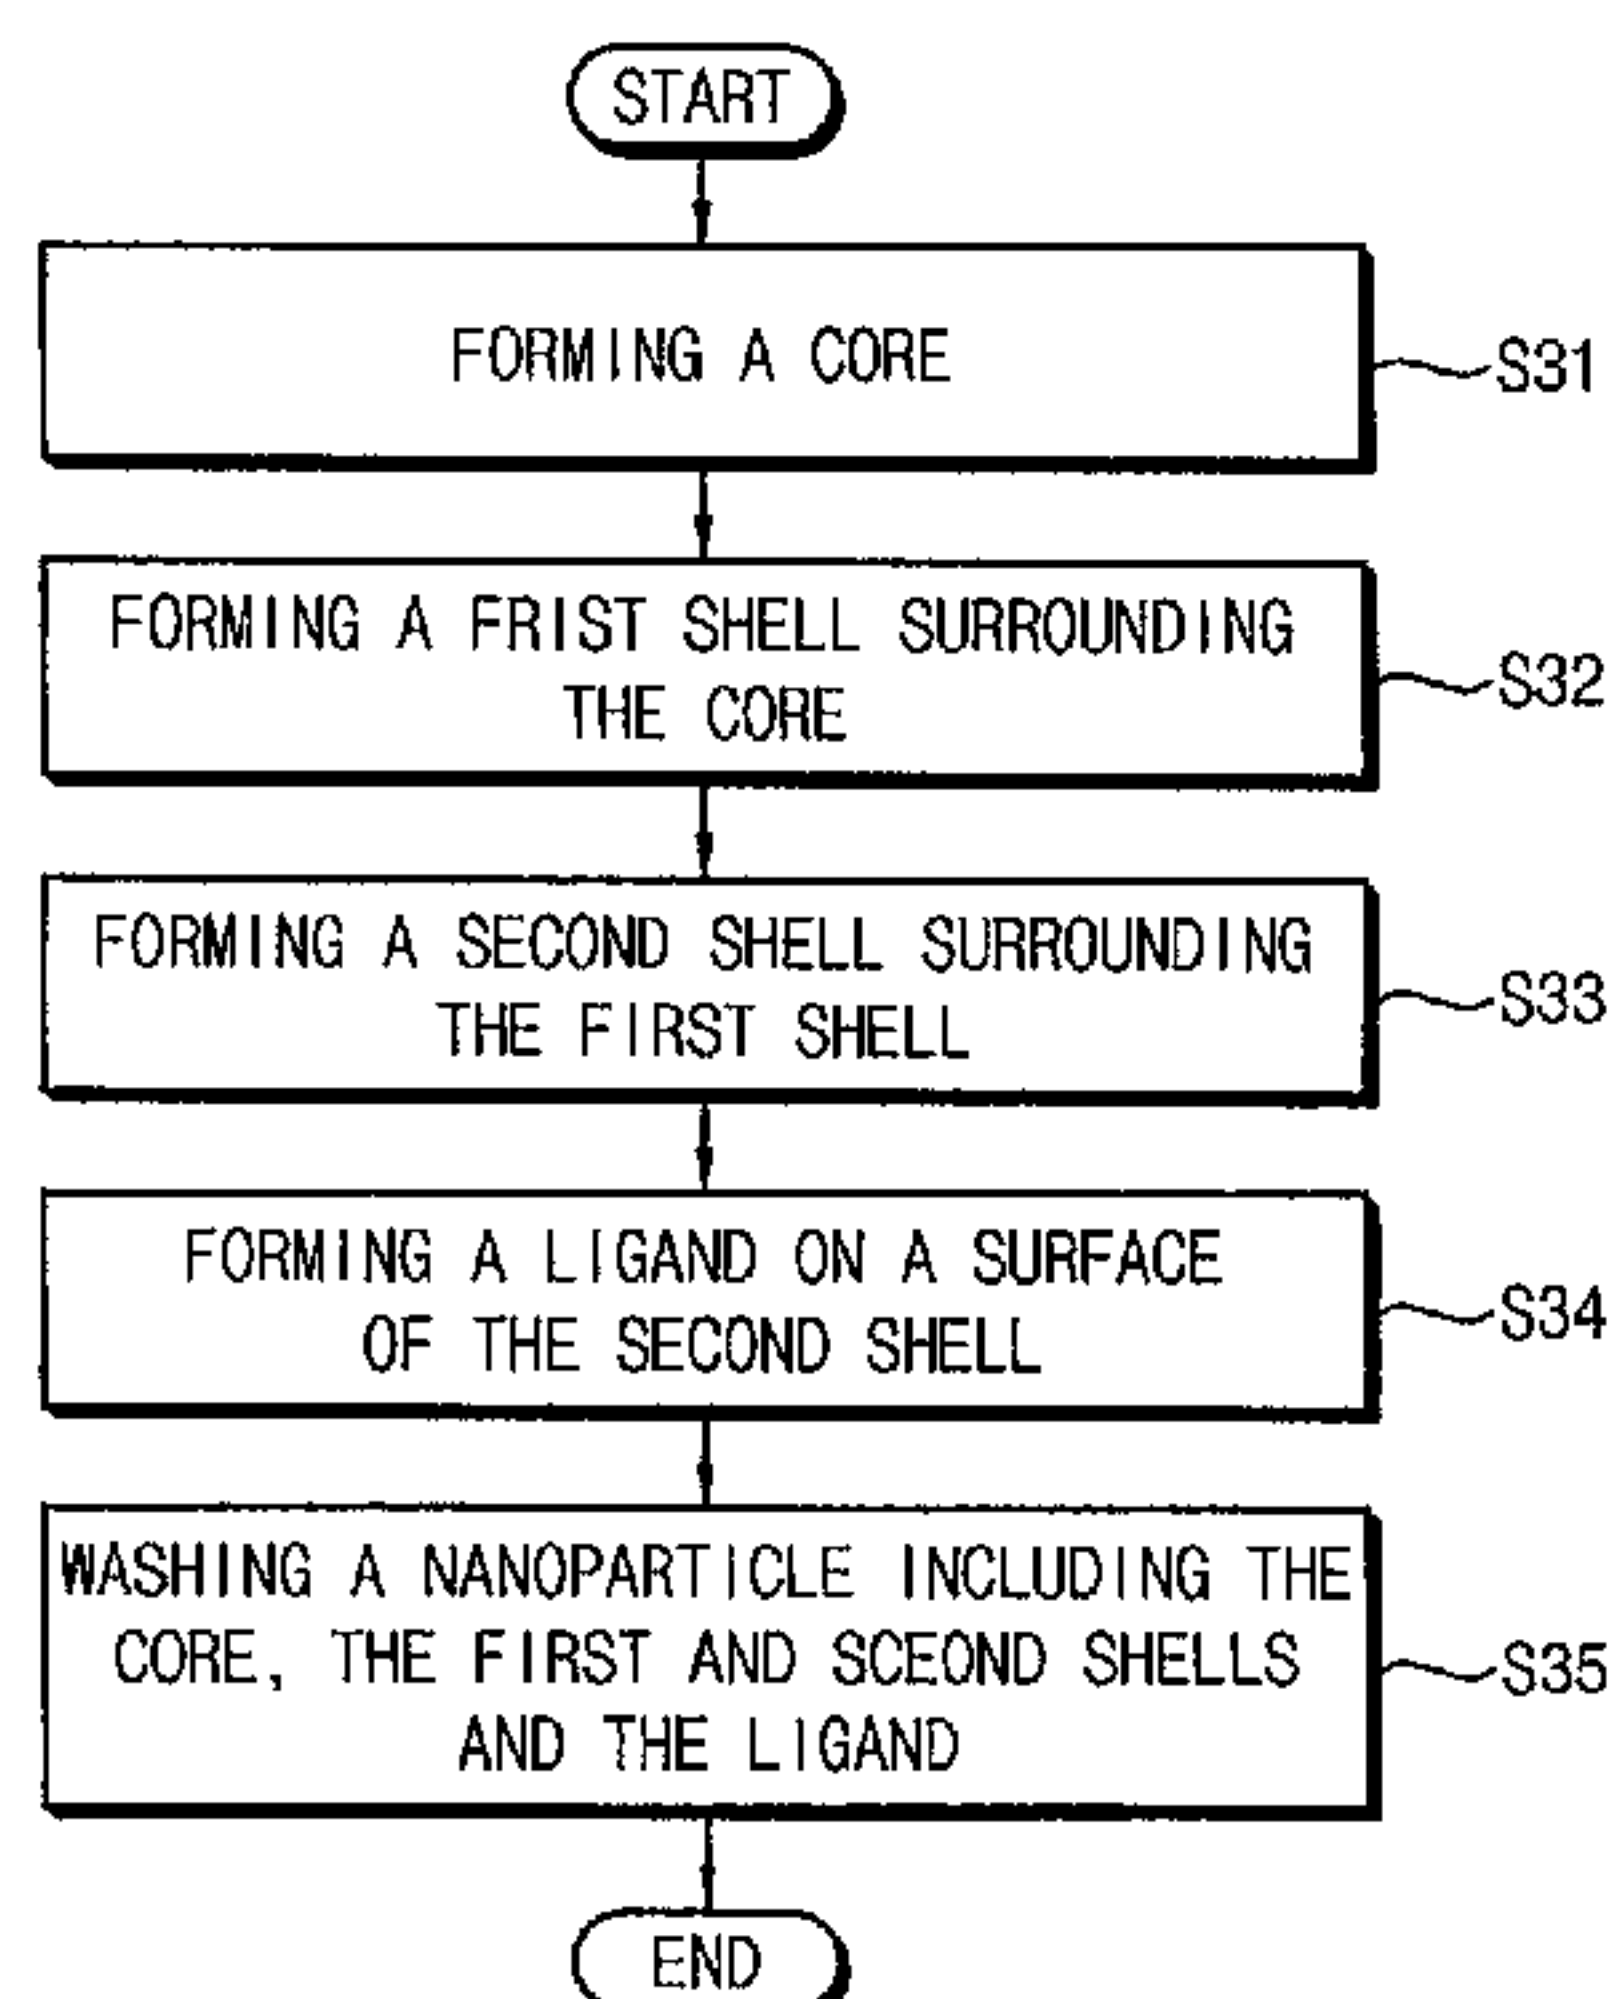 START
FORMING A CORE
S31
FORMING A FRIST SHELL SURROUNDING
THE CORE
S32
FORMING A SECOND SHELL SURROUNDING
THE FIRST SHELL
S33
FORMING A LIGAND ON A SURFACE
OF THE SECOND SHELL
S34
WASHING A NANOPARTICLE INCLUDING THE
CORE, THE FIRST AND SCEOND SHELLS
AND THE LIGAND
S35
END